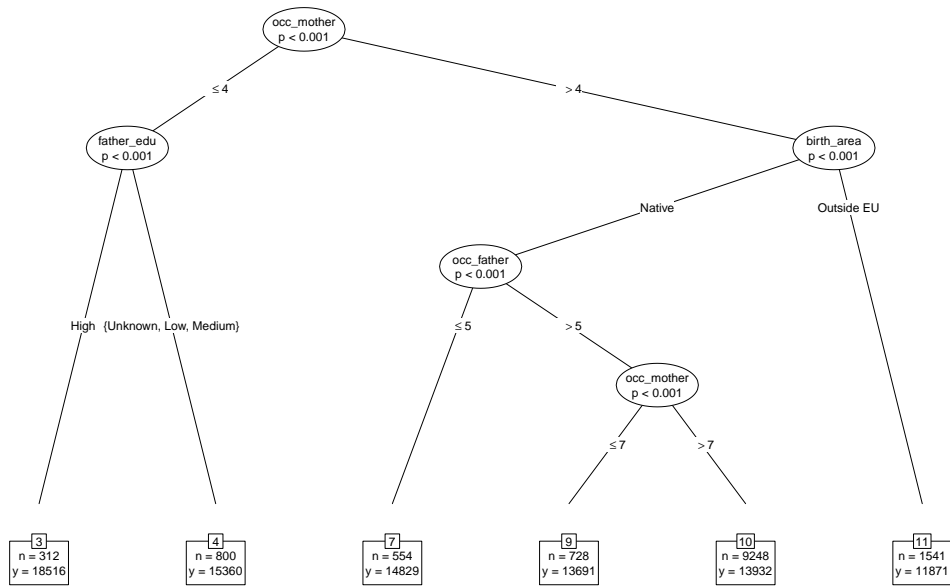 occ_mother
p < 0.001
≤ 4
> 4
father_edu
p < 0.001
birth_area
p < 0.001
Native
Outside EU
occ_father
p < 0.001
High
{Unknown, Low, Medium}
≤ 5
> 5
occ_mother
p < 0.001
≤ 7
> 7
3
n = 312
y = 18516
4
n = 800
y = 15360
7
n = 554
y = 14829
9
n = 728
y = 13691
10
n = 9248
y = 13932
11
n = 1541
y = 11871